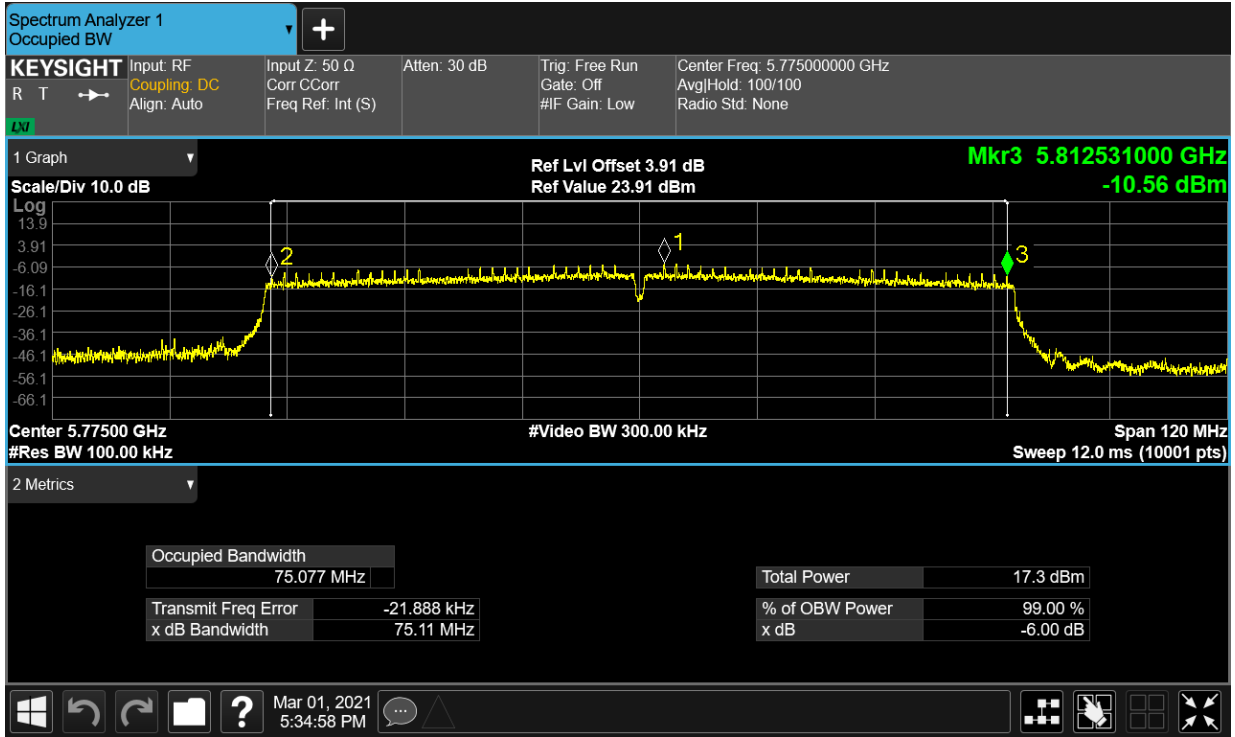 Spectrum Analyzer 1
Occupied BW
▼
+
KEYSIGHT
R T
LXI
Input: RF
Coupling: DC
Align: Auto
Input Z: 50 Ω
Corr CCorr
Freq Ref: Int (S)
Atten: 30 dB
Trig: Free Run
Gate: Off
#IF Gain: Low
Center Freq: 5.775000000 GHz
Avg|Hold: 100/100
Radio Std: None
1 Graph ▼
Scale/Div 10.0 dB
Ref Lvl Offset 3.91 dB
Ref Value 23.91 dBm
Mkr3 5.812531000 GHz
-10.56 dBm
Log
13.9
3.91
-6.09
-16.1
-26.1
-36.1
-46.1
-56.1
-66.1
2
1
3
Center 5.77500 GHz
#Video BW 300.00 kHz
Span 120 MHz
#Res BW 100.00 kHz
Sweep 12.0 ms (10001 pts)
2 Metrics ▼
Occupied Bandwidth
75.077 MHz
Transmit Freq Error -21.888 kHz
x dB Bandwidth 75.11 MHz
Total Power 17.3 dBm
% of OBW Power 99.00 %
x dB -6.00 dB
?
Mar 01, 2021
5:34:58 PM